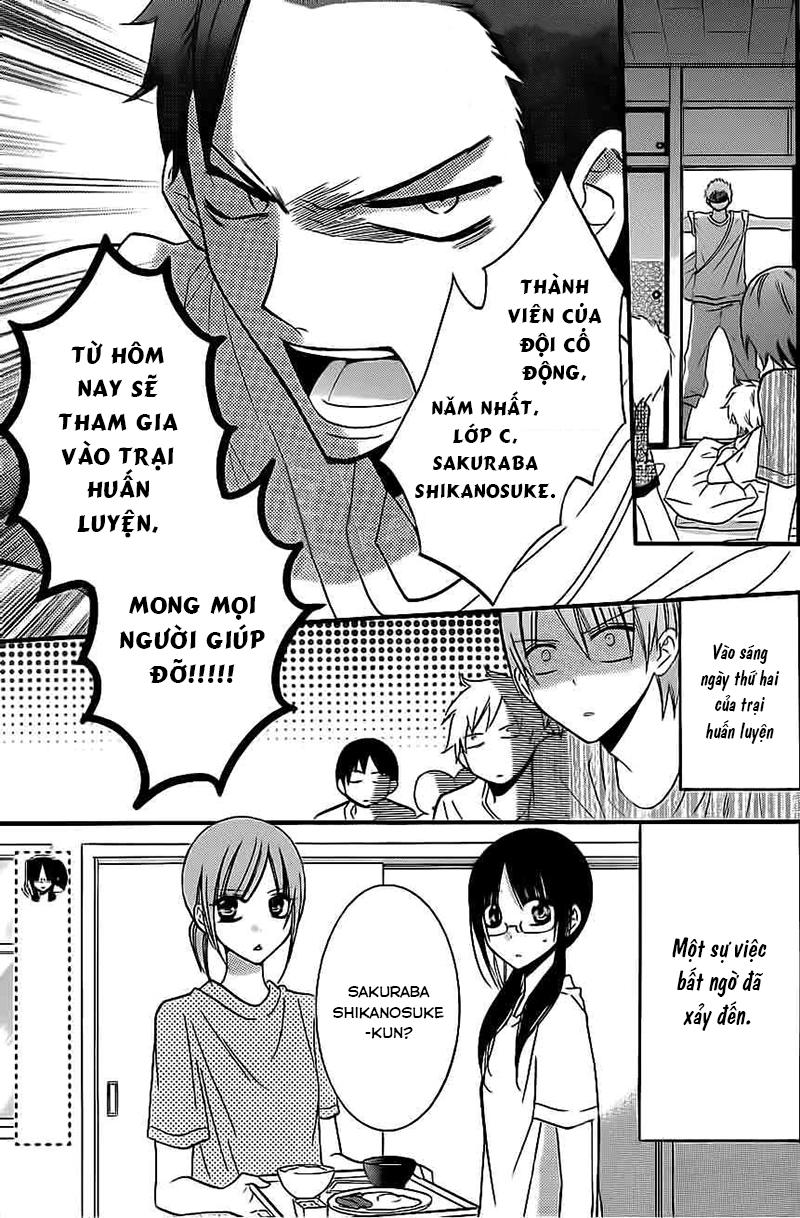 THÀNH
VIÊN CỦA
ĐỘI CỔ
ĐỘNG,
NĂM NHẤT,
LỚP C,
SAKURABA
SHIKANOSUKE.
TỪ HÔM
NAY SẼ
THAM GIA
VÀO TRẠI
HUẤN
LUYỆN,
MONG MỌI
NGƯỜI GIÚP
ĐỠ!!!!!
Vào sáng
ngày thứ hai
của trại
huấn luyện
Một sự việc
bất ngờ đã
xảy đến.
SAKURABA
SHIKANOSUKE
-KUN?